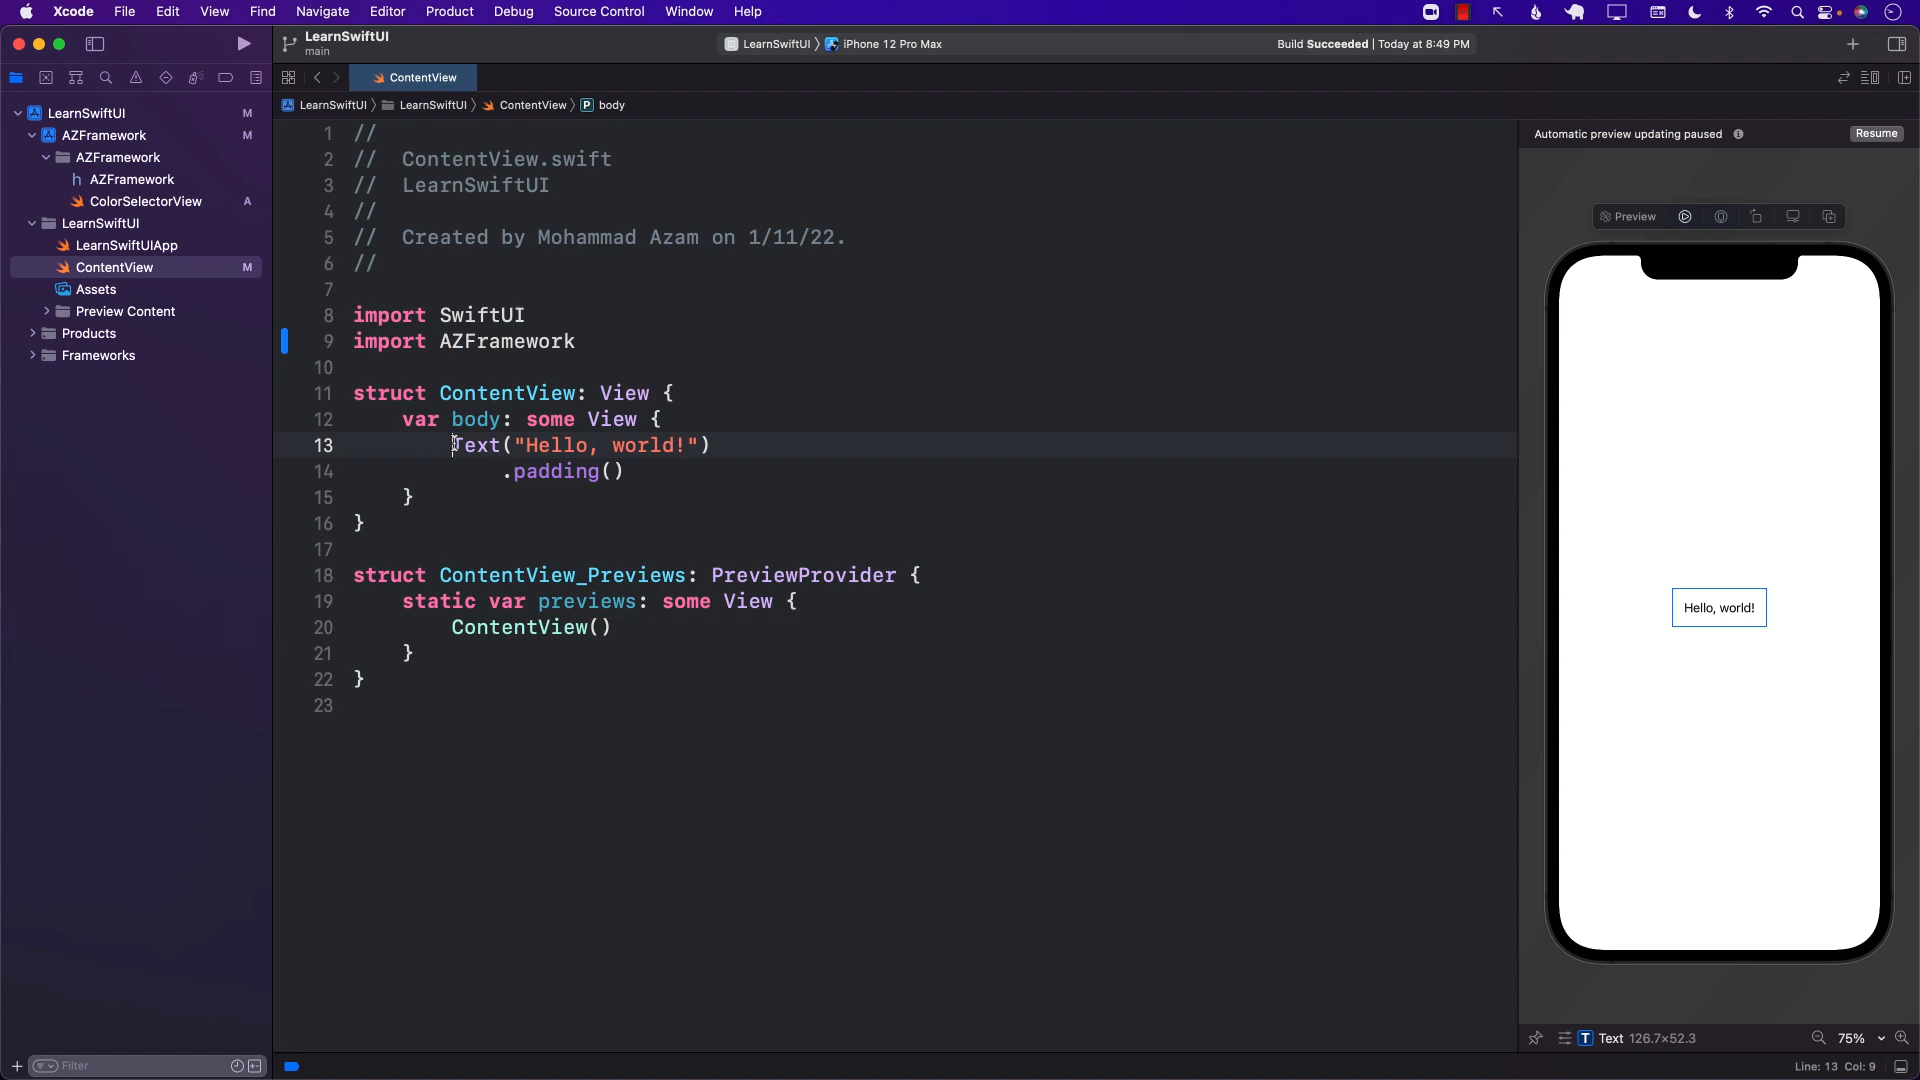 Xcode File Edit View Find Navigate Editor Product Debug Source Control Window Help
LearnSwiftUI
main
LearnSwiftUI iPhone 12 Pro Max
Build Succeeded | Today at 8:49 PM
ContentView
LearnSwiftUI LearnSwiftUI ContentView P body
LearnSwiftUI M
AZFramework M
AZFramework
h AZFramework
ColorSelectorView A
LearnSwiftUI
LearnSwiftUIApp
ContentView M
Assets
Preview Content
Products
Frameworks
Filter
1 //
2 //  ContentView.swift
3 //  LearnSwiftUI
4 //
5 //  Created by Mohammad Azam on 1/11/22.
6 //
7
8 import SwiftUI
9 import AZFramework
10
11 struct ContentView: View {
12     var body: some View {
13         Text("Hello, world!")
14             .padding()
15     }
16 }
17
18 struct ContentView_Previews: PreviewProvider {
19     static var previews: some View {
20         ContentView()
21     }
22 }
23
Automatic preview updating paused Resume
Preview
Hello, world!
T Text 126.7×52.3 75%
Line: 13 Col: 9